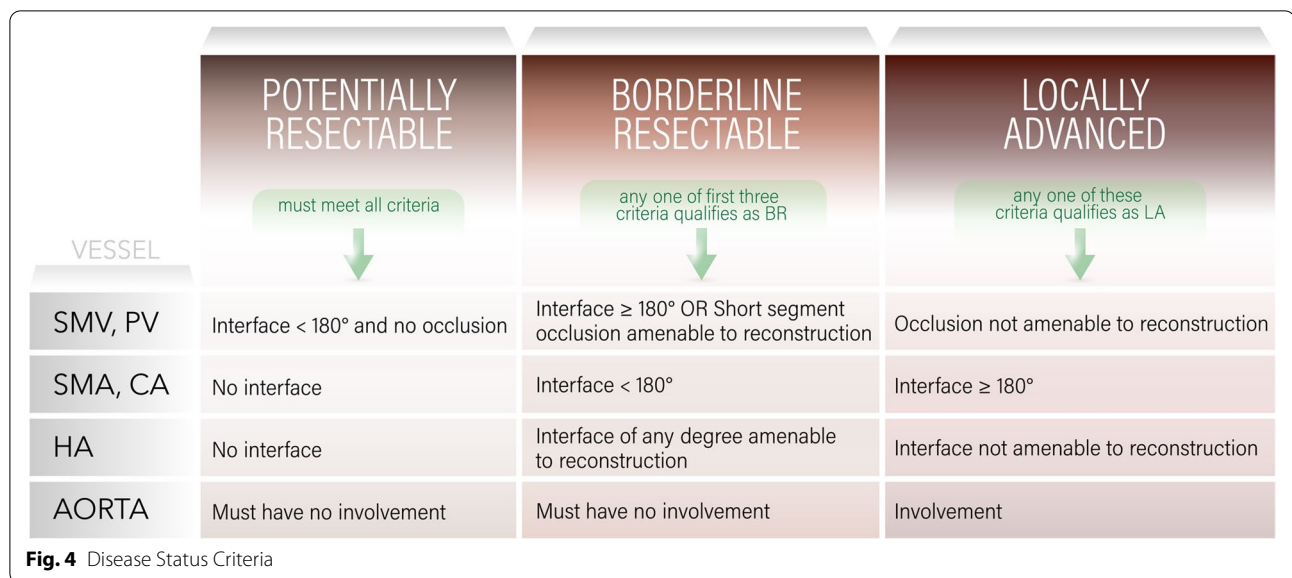 POTENTIALLY
RESECTABLE
must meet all criteria
BORDERLINE
RESECTABLE
any one of first three
criteria qualifies as BR
LOCALLY
ADVANCED
any one of these
criteria qualifies as LA
VESSEL
SMV, PV
Interface < 180° and no occlusion
Interface ≥ 180° OR Short segment
occlusion amenable to reconstruction
Occlusion not amenable to reconstruction
SMA, CA
No interface
Interface < 180°
Interface ≥ 180°
HA
No interface
Interface of any degree amenable
to reconstruction
Interface not amenable to reconstruction
AORTA
Must have no involvement
Must have no involvement
Involvement
Fig. 4 Disease Status Criteria